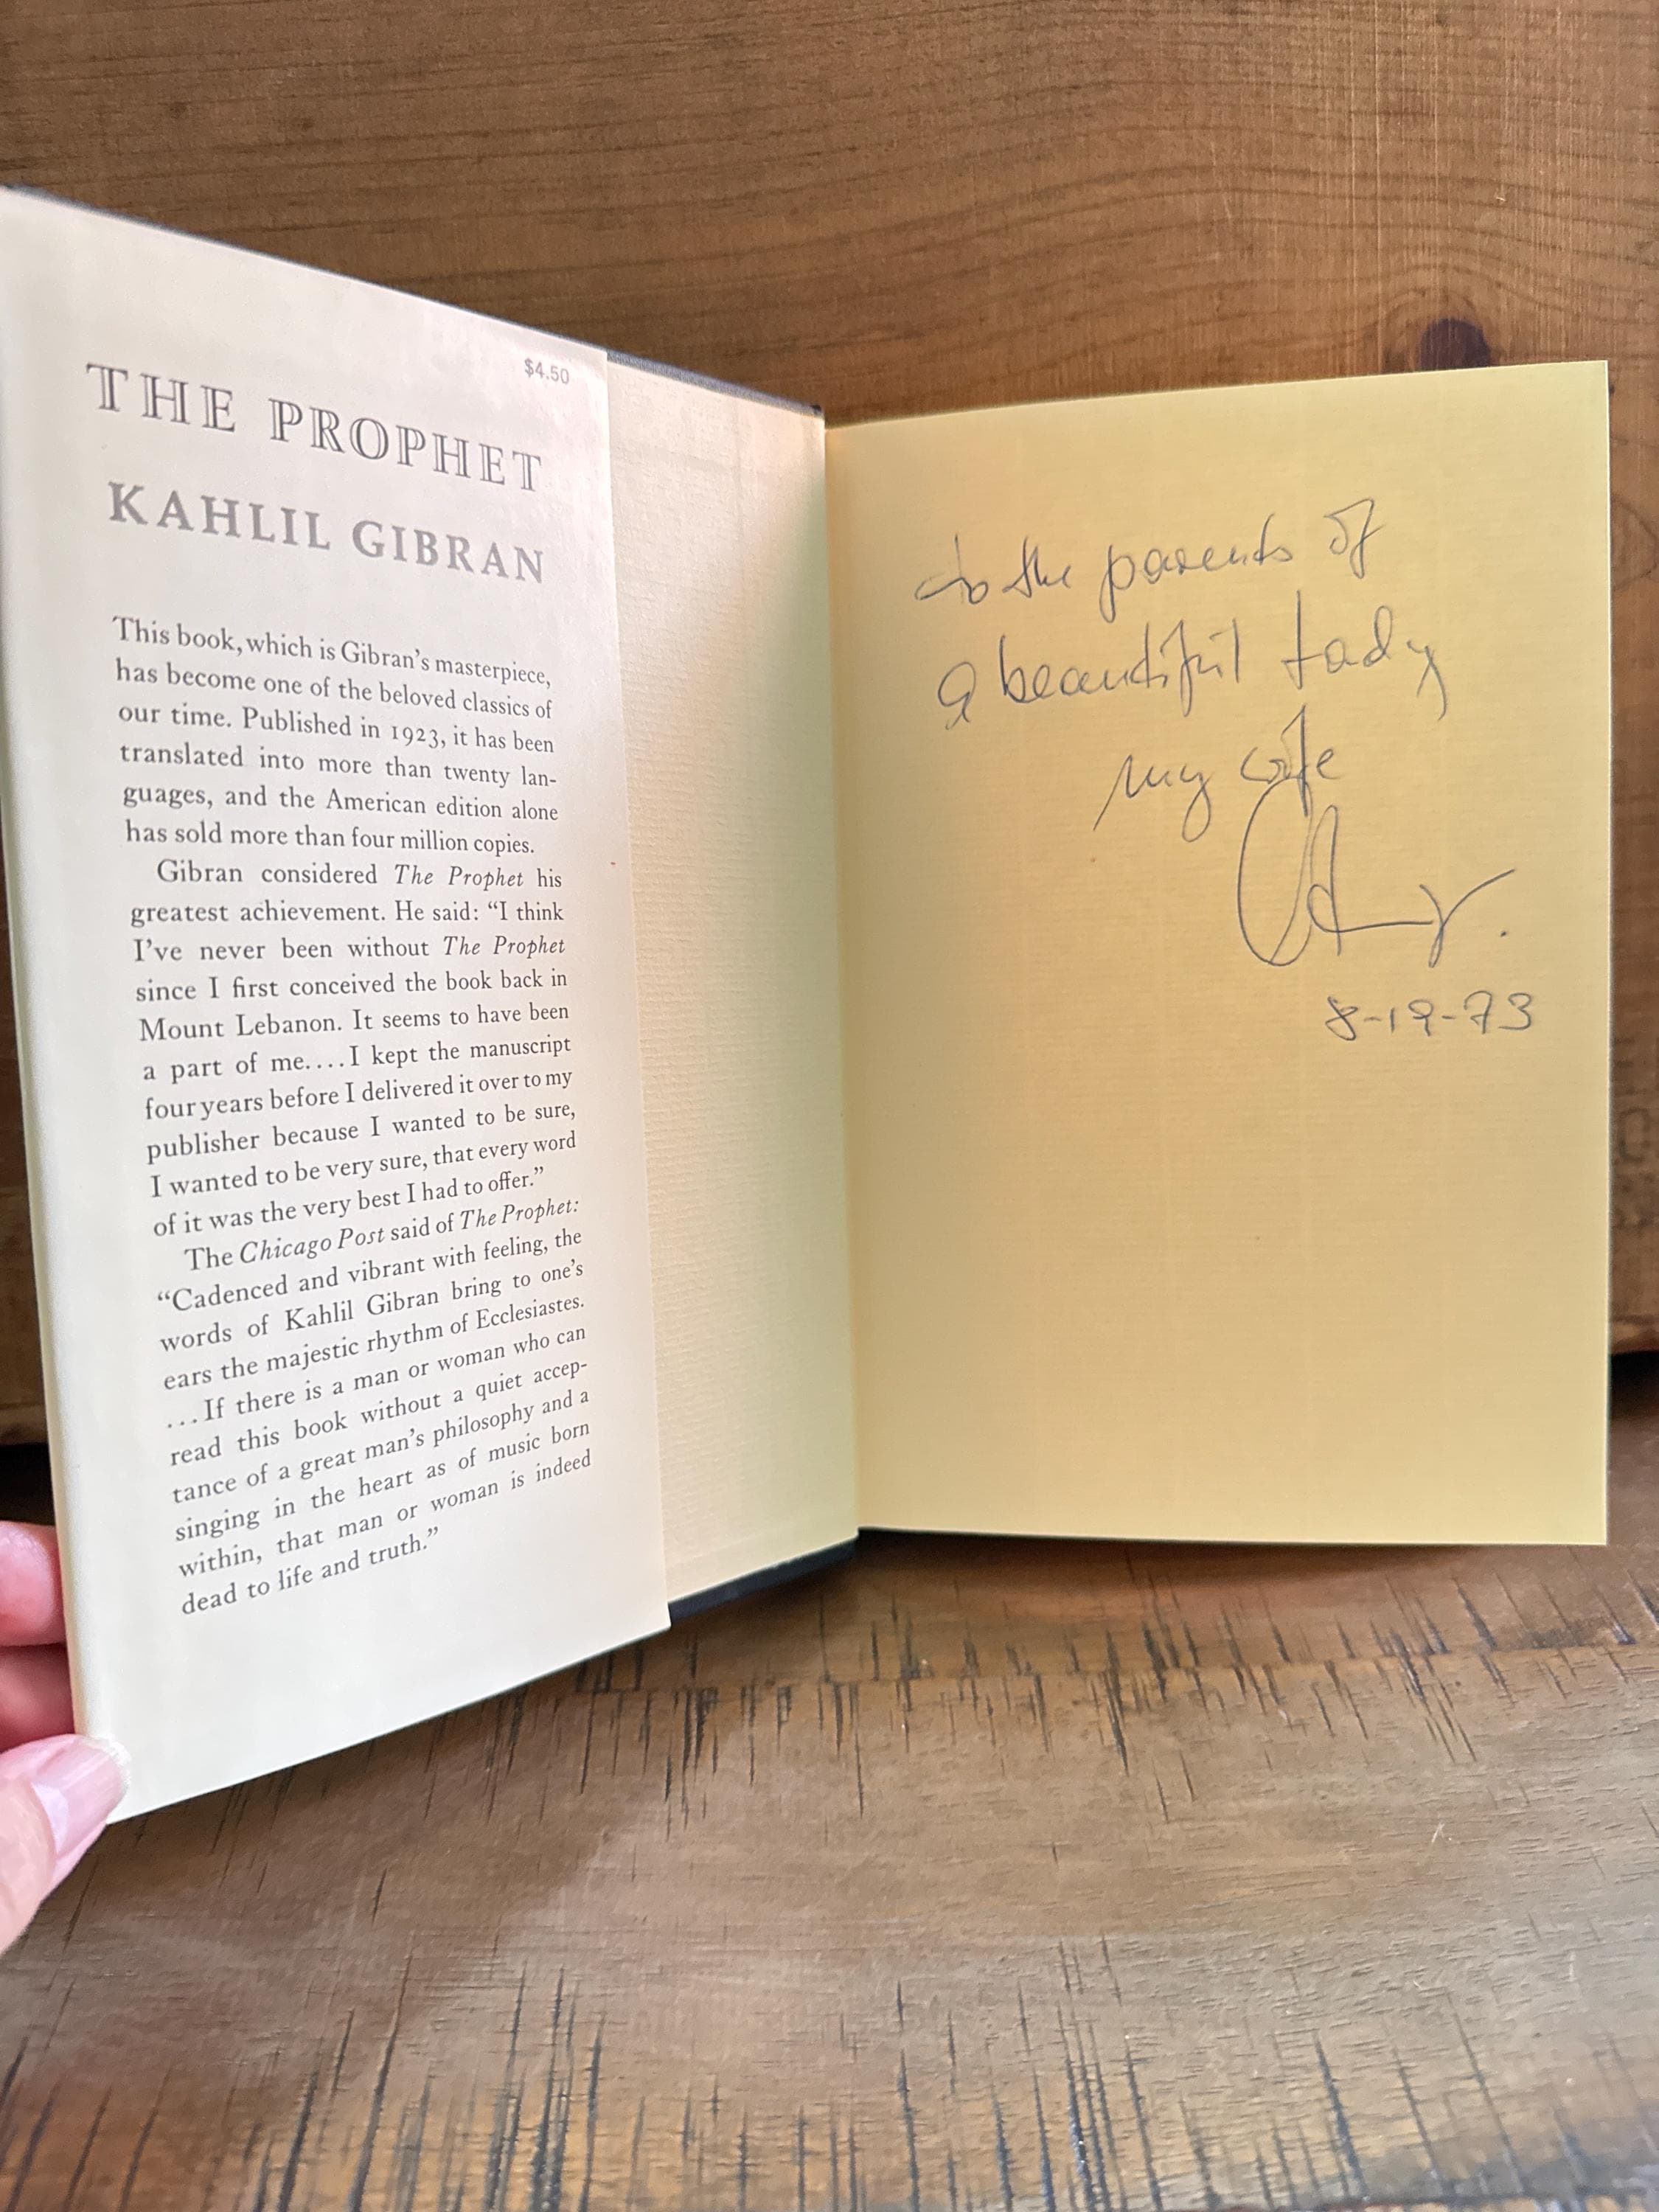 $4.50
THE PROPHET
KAHLIL GIBRAN
This book, which is Gibran's masterpiece,
has become one of the beloved classics of
our time. Published in 1923, it has been
translated into more than twenty lan-
guages, and the American edition alone
has sold more than four million copies.
Gibran considered The Prophet his
greatest achievement. He said: “I think
I've never been without The Prophet
since I first conceived the book back in
Mount Lebanon. It seems to have been
a part of me....I kept the manuscript
four years before I delivered it over to my
publisher because I wanted to be sure,
I wanted to be very sure, that every word
of it was the very best I had to offer.”
The Chicago Post said of The Prophet:
“Cadenced and vibrant with feeling, the
words of Kahlil Gibran bring to one's
ears the majestic rhythm of Ecclesiastes.
...If there is a man or woman who can
read this book without a quiet accep-
tance of a great man's philosophy and a
singing in the heart as of music born
within, that man or woman is indeed
dead to life and truth.”
to the parents of
a beautiful lady
my wife
8-19-73